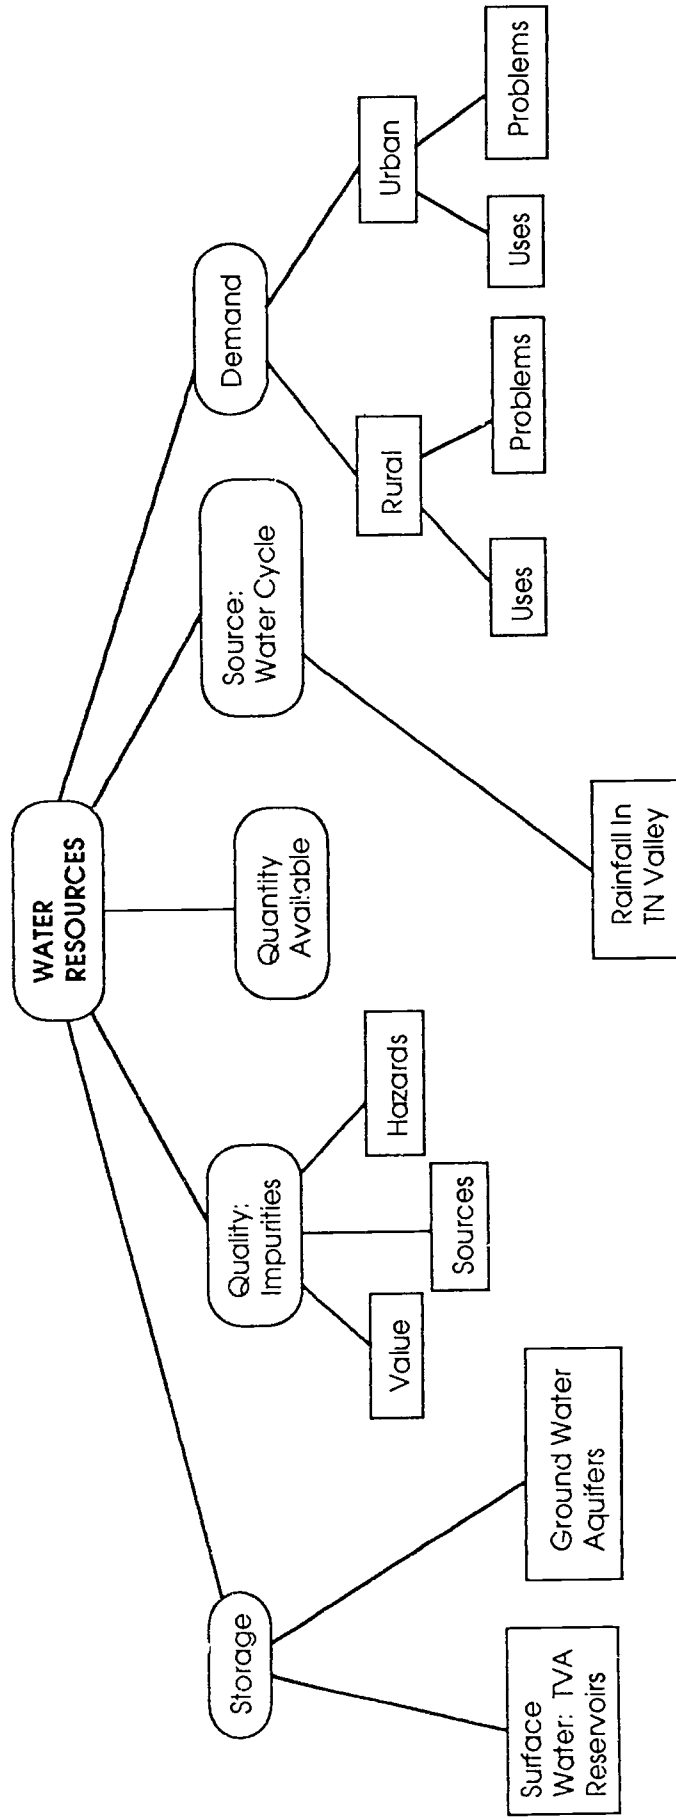 WATER
RESOURCES
Storage
Quality:
Impurities
Quantity
Available
Source:
Water Cycle
Demand
Surface
Water: TVA
Reservoirs
Ground Water
Aquifers
Value
Sources
Hazards
Rainfall In
TN Valley
Rural
Urban
Uses
Problems
Uses
Problems